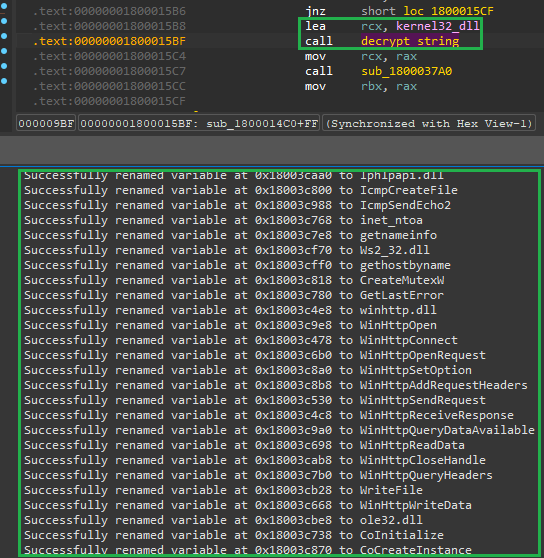 .text:00000001800015B6 jnz short loc_1800015CF
.text:00000001800015B8 lea rcx, kernel32_dll
.text:00000001800015BF call decrypt_string
.text:00000001800015C4 mov rcx, rax
.text:00000001800015C7 call sub_1800037A0
.text:00000001800015CC mov rbx, rax
.text:00000001800015CF
000009BF 00000001800015BF: sub_1800014C0+FF (Synchronized with Hex View-1)
Successfully renamed variable at 0x18003caa0 to Iphlpapi.dll
Successfully renamed variable at 0x18003c800 to IcmpCreateFile
Successfully renamed variable at 0x18003c988 to IcmpSendEcho2
Successfully renamed variable at 0x18003c768 to inet_ntoa
Successfully renamed variable at 0x18003c7e8 to getnameinfo
Successfully renamed variable at 0x18003cf70 to Ws2_32.dll
Successfully renamed variable at 0x18003cff0 to gethostbyname
Successfully renamed variable at 0x18003c818 to CreateMutexW
Successfully renamed variable at 0x18003c780 to GetLastError
Successfully renamed variable at 0x18003c4e8 to winhttp.dll
Successfully renamed variable at 0x18003c9e8 to WinHttpOpen
Successfully renamed variable at 0x18003c478 to WinHttpConnect
Successfully renamed variable at 0x18003c6b0 to WinHttpOpenRequest
Successfully renamed variable at 0x18003c8a0 to WinHttpSetOption
Successfully renamed variable at 0x18003c8b8 to WinHttpAddRequestHeaders
Successfully renamed variable at 0x18003c530 to WinHttpSendRequest
Successfully renamed variable at 0x18003c4c8 to WinHttpReceiveResponse
Successfully renamed variable at 0x18003c9a0 to WinHttpQueryDataAvailable
Successfully renamed variable at 0x18003c698 to WinHttpReadData
Successfully renamed variable at 0x18003cab8 to WinHttpCloseHandle
Successfully renamed variable at 0x18003c7b0 to WinHttpQueryHeaders
Successfully renamed variable at 0x18003cb28 to WriteFile
Successfully renamed variable at 0x18003c668 to WinHttpWriteData
Successfully renamed variable at 0x18003cbe8 to ole32.dll
Successfully renamed variable at 0x18003c738 to CoInitialize
Successfully renamed variable at 0x18003c870 to CoCreateInstance